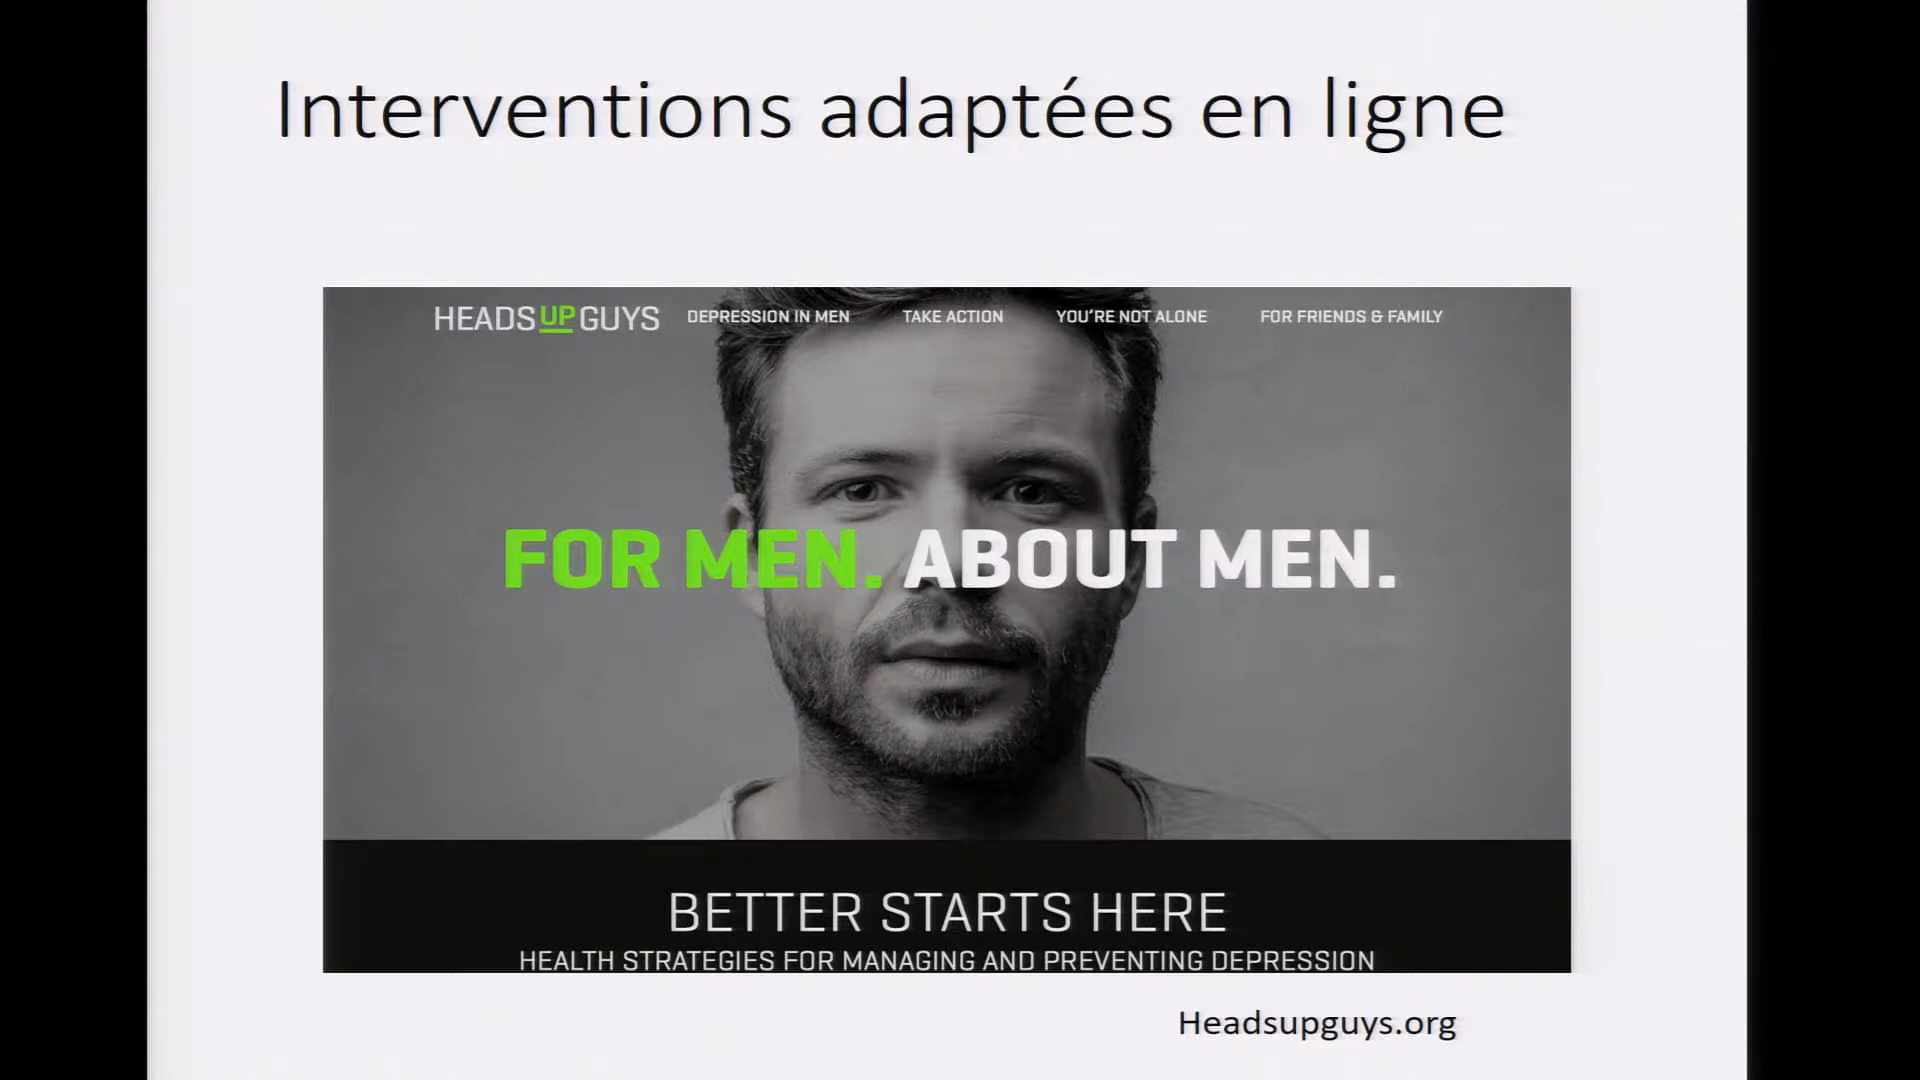 Interventions adaptées en ligne
HEADSUPGUYS DEPRESSION IN MEN TAKE ACTION YOU'RE NOT ALONE FOR FRIENDS & FAMILY
FOR MEN. ABOUT MEN.
BETTER STARTS HERE
HEALTH STRATEGIES FOR MANAGING AND PREVENTING DEPRESSION
Headsupguys.org